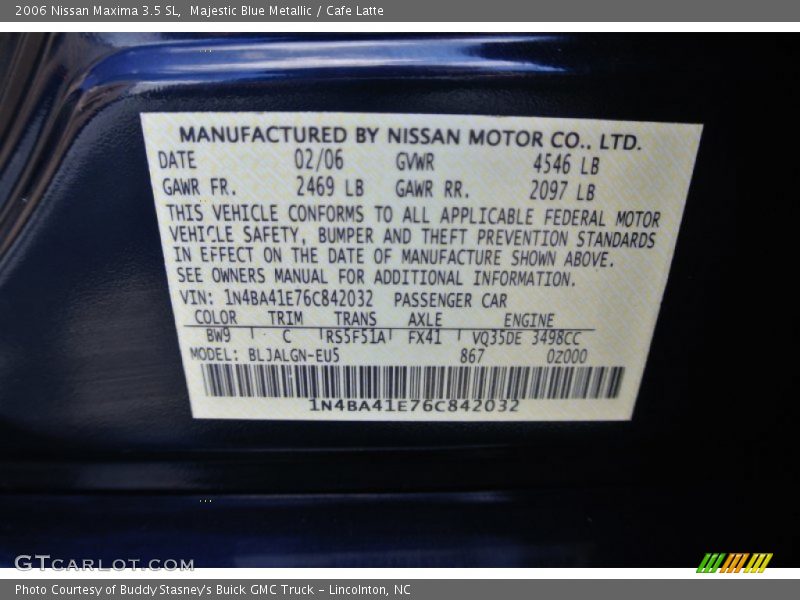 2006 Nissan Maxima 3.5 SL, Majestic Blue Metallic / Cafe Latte
MANUFACTURED BY NISSAN MOTOR CO., LTD.
DATE 02/06 GVWR 4546 LB
GAWR FR. 2469 LB GAWR RR. 2097 LB
THIS VEHICLE CONFORMS TO ALL APPLICABLE FEDERAL MOTOR
VEHICLE SAFETY, BUMPER AND THEFT PREVENTION STANDARDS
IN EFFECT ON THE DATE OF MANUFACTURE SHOWN ABOVE.
SEE OWNERS MANUAL FOR ADDITIONAL INFORMATION.
VIN: 1N4BA41E76C842032 PASSENGER CAR
COLOR TRIM TRANS AXLE ENGINE
BW9 C RS5F51A FX41 VQ35DE 3498CC
MODEL: BLJALGN-EU5 867 0Z000
1N4BA41E76C842032
GTCARLOT.COM
Photo Courtesy of Buddy Stasney's Buick GMC Truck - Lincolnton, NC